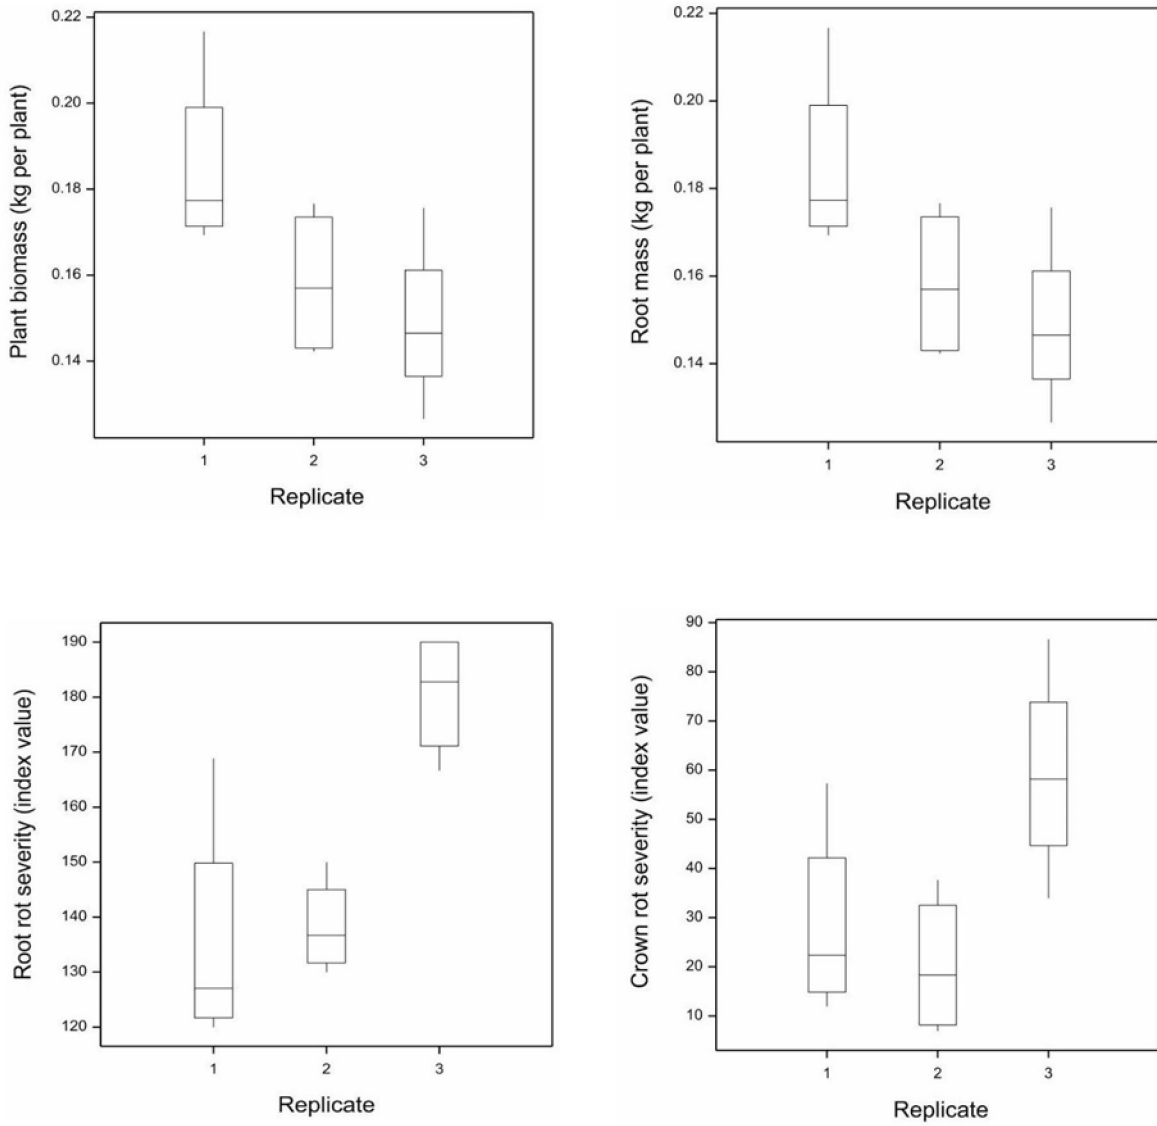 Plant biomass (kg per plant)
0.22
0.20
0.18
0.16
0.14
1 2 3
Replicate
Root mass (kg per plant)
0.22
0.20
0.18
0.16
0.14
1 2 3
Replicate
Root rot severity (index value)
190
180
170
160
150
140
130
120
1 2 3
Replicate
Crown rot severity (index value)
90
80
70
60
50
40
30
20
10
1 2 3
Replicate